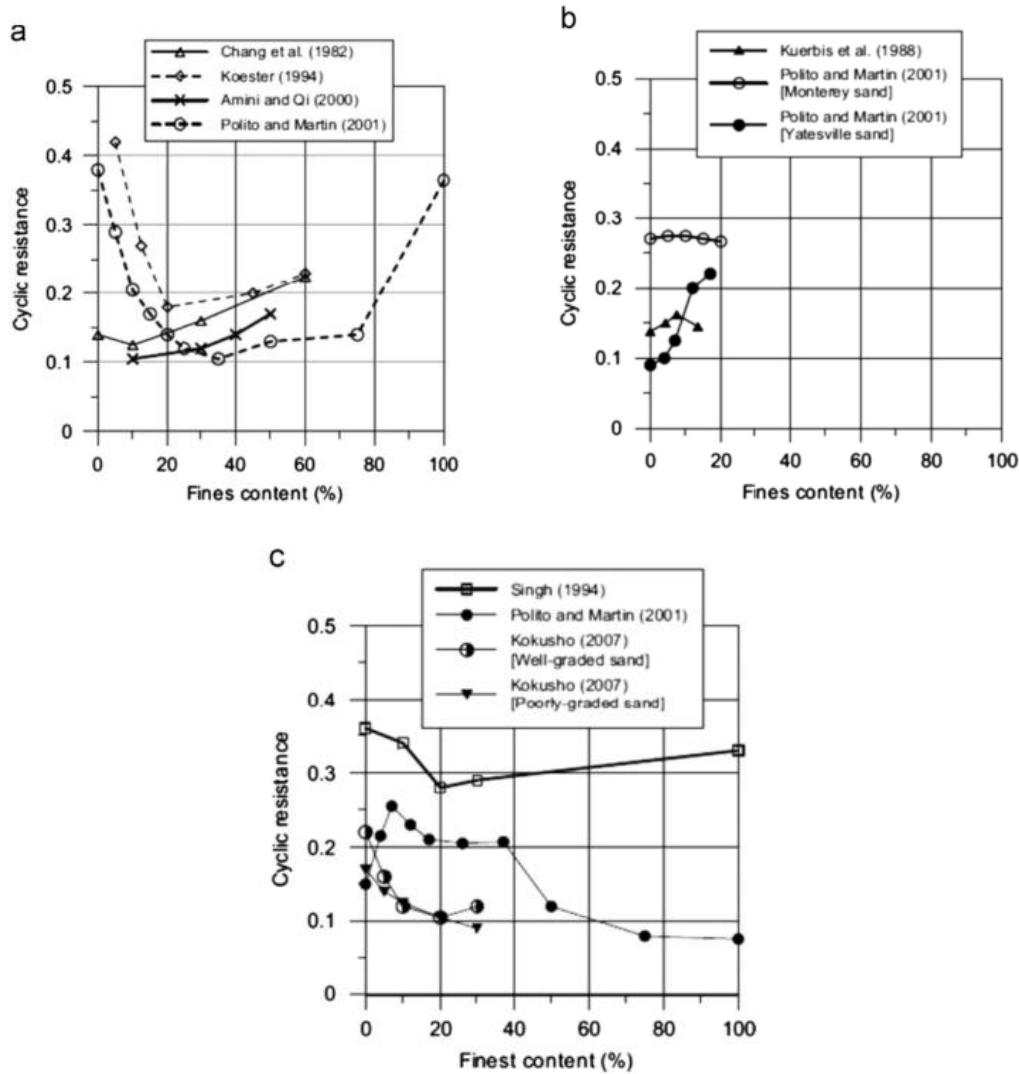 a
Chang et al. (1982)
Koester (1994)
Amini and Qi (2000)
Polito and Martin (2001)
0.5
0.4
0.3
0.2
0.1
0
Cyclic resistance
0 20 40 60 80 100
Fines content (%)
b
Kuerbis et al. (1988)
Polito and Martin (2001)
[Monterey sand]
Polito and Martin (2001)
[Yatesville sand]
0.5
0.4
0.3
0.2
0.1
0
Cyclic resistance
0 20 40 60 80 100
Fines content (%)
c
Singh (1994)
Polito and Martin (2001)
Kokusho (2007)
[Well-graded sand]
Kokusho (2007)
[Poorly-graded sand]
0.5
0.4
0.3
0.2
0.1
0
Cyclic resistance
0 20 40 60 80 100
Finest content (%)